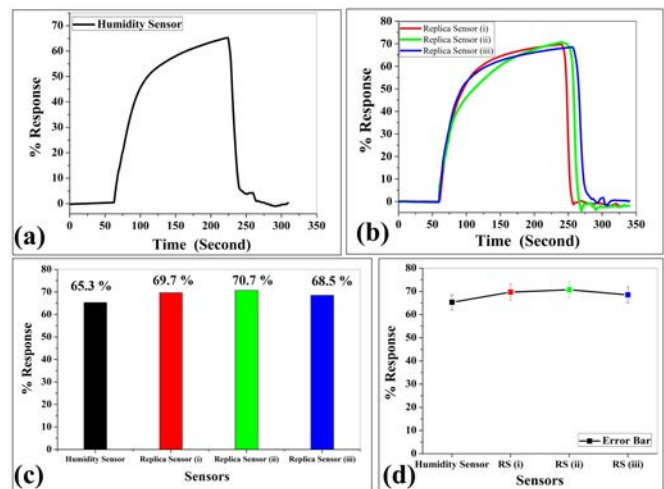 Humidity Sensor
% Response
70
60
50
40
30
20
10
0
0 50 100 150 200 250 300 350
Time (Second)
(a)
Replica Sensor (i)
Replica Sensor (ii)
Replica Sensor (iii)
% Response
80
70
60
50
40
30
20
10
0
0 50 100 150 200 250 300 350
Time (Second)
(b)
65.3 % 69.7 % 70.7 % 68.5 %
% Response
80
70
60
50
40
30
20
10
0
Humidity Sensor Replica Sensor (i) Replica Sensor (ii) Replica Sensor (iii)
Sensors
(c)
% Response
80
70
60
50
40
30
20
10
0
Error Bar
Humidity Sensor RS (i) RS (ii) RS (iii)
Sensors
(d)